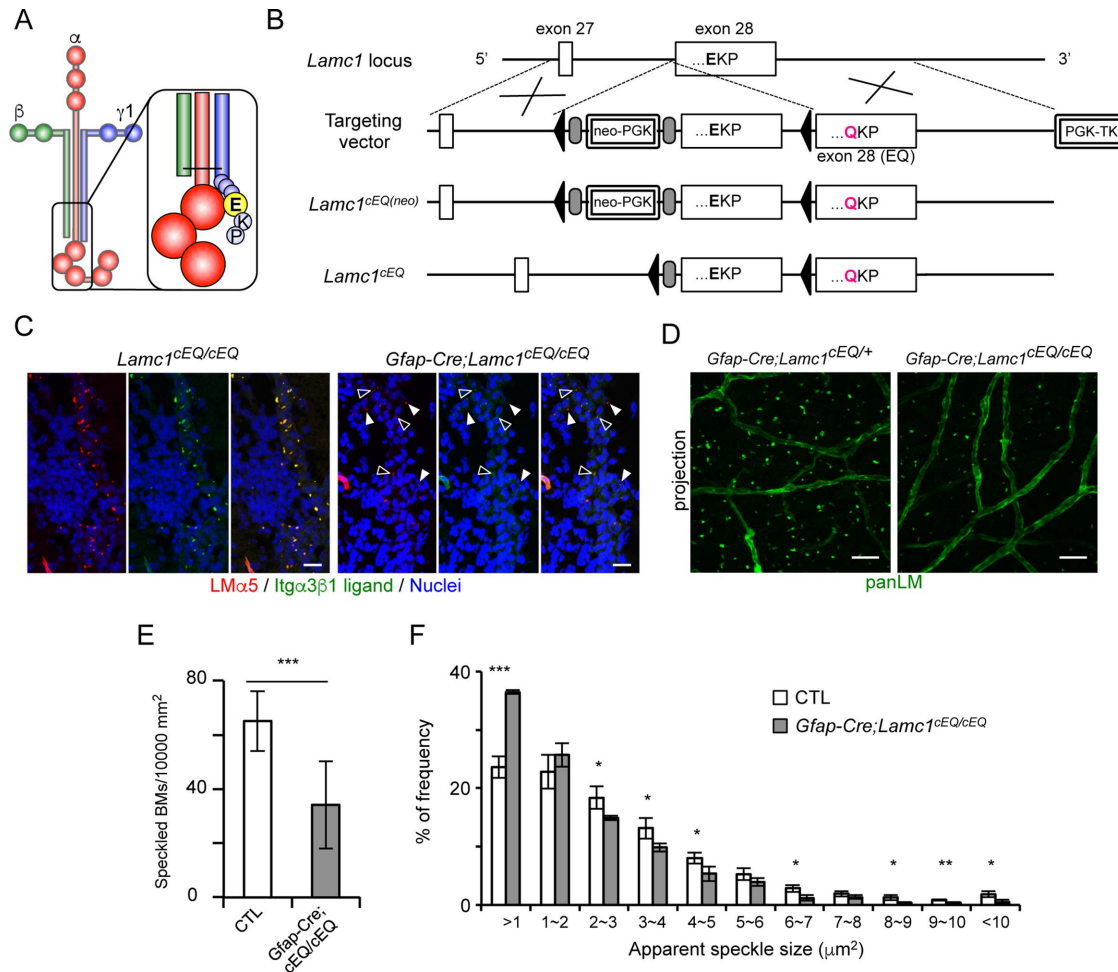 A
α
β
γ1
E
K
P
B
exon 27
exon 28
Lamc1 locus
5’
...EKP
3’
Targeting
vector
neo-PGK
...EKP
...QKP
PGK-TK
exon 28 (EQ)
Lamc1cEQ(neo)
neo-PGK
...EKP
...QKP
Lamc1cEQ
...EKP
...QKP
C
Lamc1cEQ/cEQ
Gfap-Cre;Lamc1cEQ/cEQ
LMα5 / Itgα3β1 ligand / Nuclei
D
Gfap-Cre;Lamc1cEQ/+
Gfap-Cre;Lamc1cEQ/cEQ
projection
panLM
E
Speckled BMs/10000 mm2
80
40
0
***
CTL
Gfap-Cre;
cEQ/cEQ
F
% of frequency
40
20
0
***
*
*
*
*
*
**
*
CTL
Gfap-Cre;Lamc1cEQ/cEQ
>1 1~2 2~3 3~4 4~5 5~6 6~7 7~8 8~9 9~10 <10
Apparent speckle size (μm2)